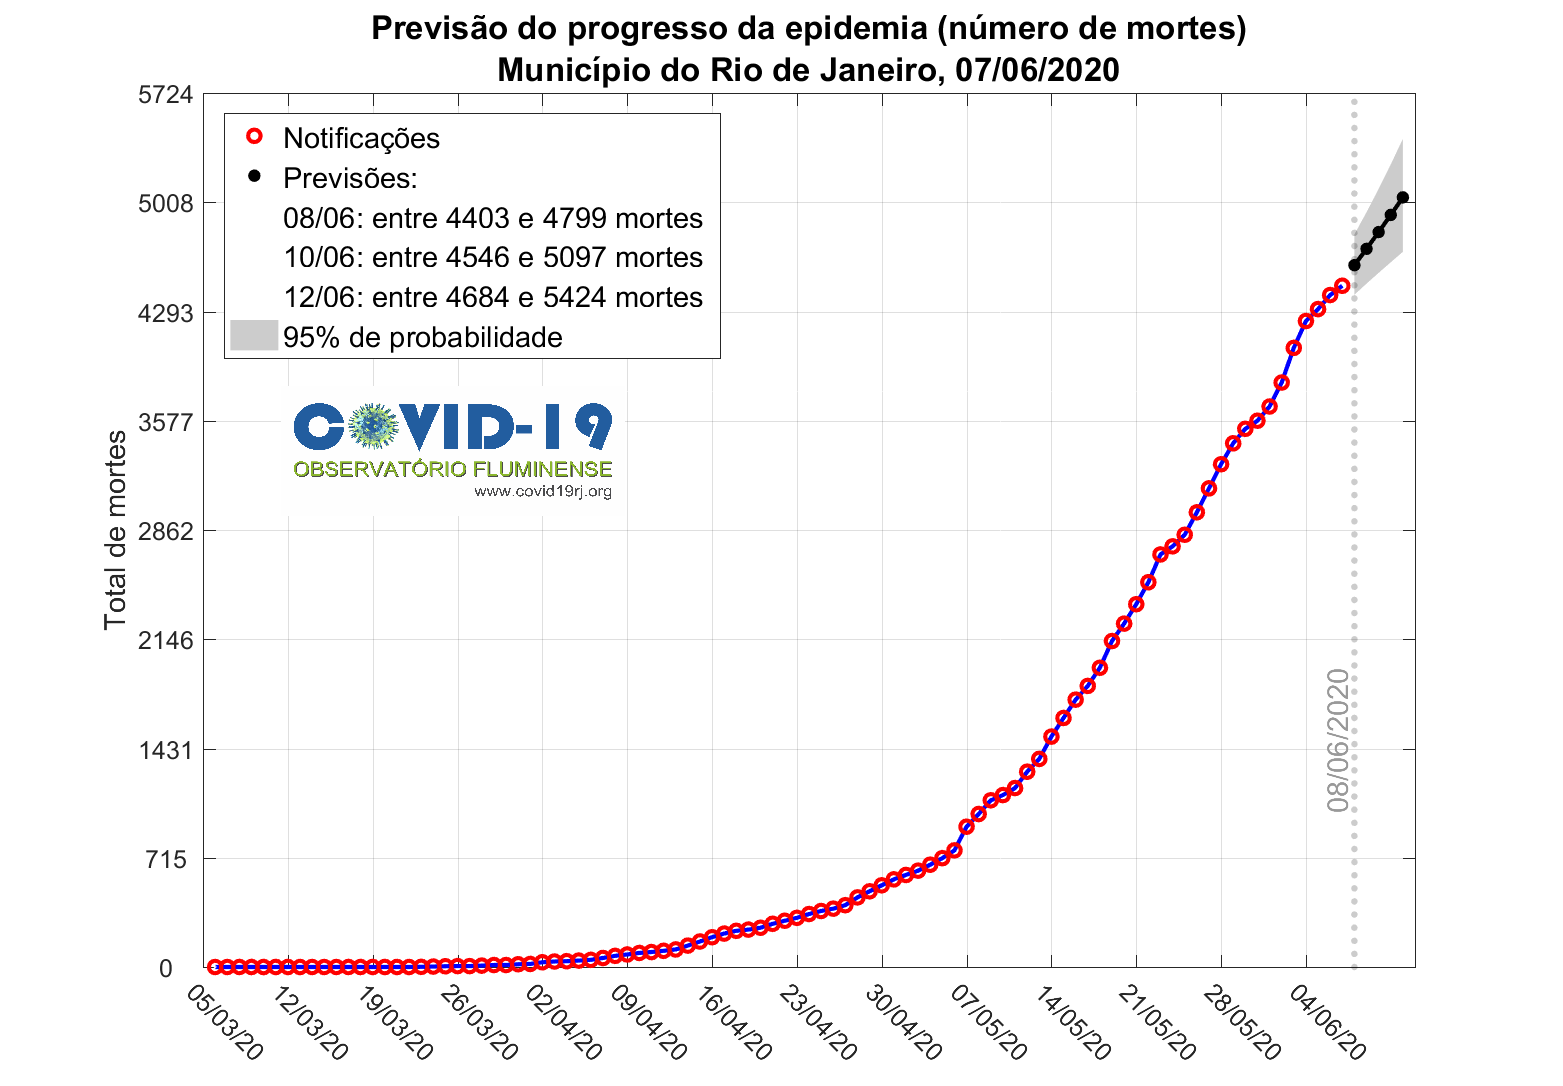 Previsão do progresso da epidemia (número de mortes)
Município do Rio de Janeiro, 07/06/2020
5724
5008
4293
3577
2862
2146
1431
715
0
Total de mortes
Notificações
Previsões:
08/06: entre 4403 e 4799 mortes
10/06: entre 4546 e 5097 mortes
12/06: entre 4684 e 5424 mortes
95% de probabilidade
COVID-19
OBSERVATÓRIO FLUMINENSE
www.covid19rj.org
08/06/2020
05/03/20
12/03/20
19/03/20
26/03/20
02/04/20
09/04/20
16/04/20
23/04/20
30/04/20
07/05/20
14/05/20
21/05/20
28/05/20
04/06/20